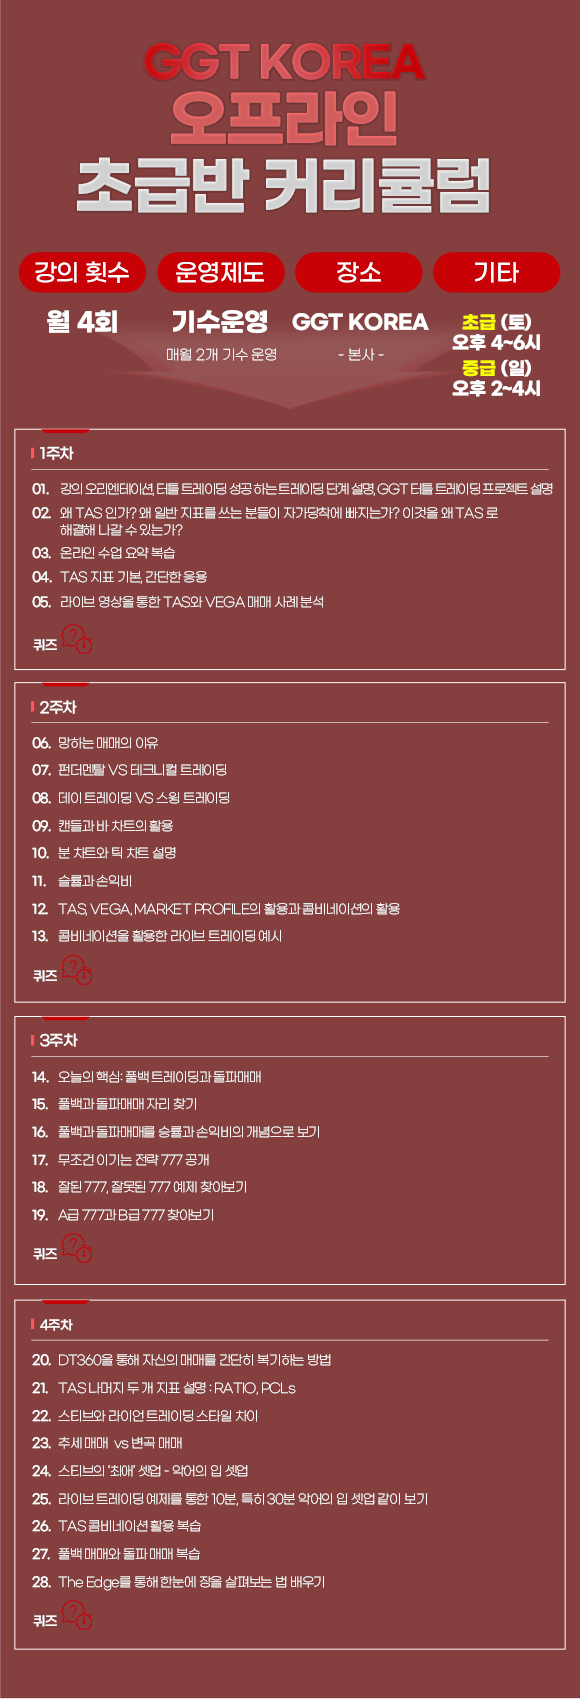 GGT KOREA
오프라인
초급반 커리큘럼
강의 횟수
월 4회
운영제도
기수운영
매월 2개 기수 운영
장소
GGT KOREA
- 본사 -
기타
초급 (토)
오후 4~6시
중급 (일)
오후 2~4시
1주차
01. 강의 오리엔테이션, 터틀 트레이딩 성공 하는 트레이딩 단계 설명, GGT 터틀 트레이딩 프로젝트 설명
02. 왜 TAS 인가? 왜 일반 지표를 쓰는 분들이 자가당착에 빠지는가? 이것을 왜 TAS 로
해결해 나갈 수 있는가?
03. 온라인 수업 요약 복습
04. TAS 지표 기본, 간단한 응용
05. 라이브 영상을 통한 TAS와 VEGA 매매 사례 분석
퀴즈
2주차
06. 망하는 매매의 이유
07. 펀더멘탈 VS 테크니컬 트레이딩
08. 데이 트레이딩 VS 스윙 트레이딩
09. 캔들과 바 차트의 활용
10. 분 차트와 틱 차트 설명
11. 슬률과 손익비
12. TAS, VEGA, MARKET PROFILE의 활용과 콤비네이션의 활용
13. 콤비네이션을 활용한 라이브 트레이딩 예시
퀴즈
3주차
14. 오늘의 핵심: 풀백 트레이딩과 돌파매매
15. 풀백과 돌파매매 자리 찾기
16. 풀백과 돌파매매를 승률과 손익비의 개념으로 보기
17. 무조건 이기는 전략 777 공개
18. 잘된 777, 잘못된 777 예제 찾아보기
19. A급 777과 B급 777 찾아보기
퀴즈
4주차
20. DT360을 통해 자신의 매매를 간단히 복기하는 방법
21. TAS 나머지 두 개 지표 설명 : RATIO, PCLs
22. 스티브와 라이언 트레이딩 스타일 차이
23. 추세 매매 vs 변곡 매매
24. 스티브의 '최애' 셋업 - 악어의 입 셋업
25. 라이브 트레이딩 예제를 통한 10분, 특히 30분 악어의 입 셋업 같이 보기
26. TAS 콤비네이션 활용 복습
27. 풀백 매매와 돌파 매매 복습
28. The Edge를 통해 한눈에 장을 살펴보는 법 배우기
퀴즈